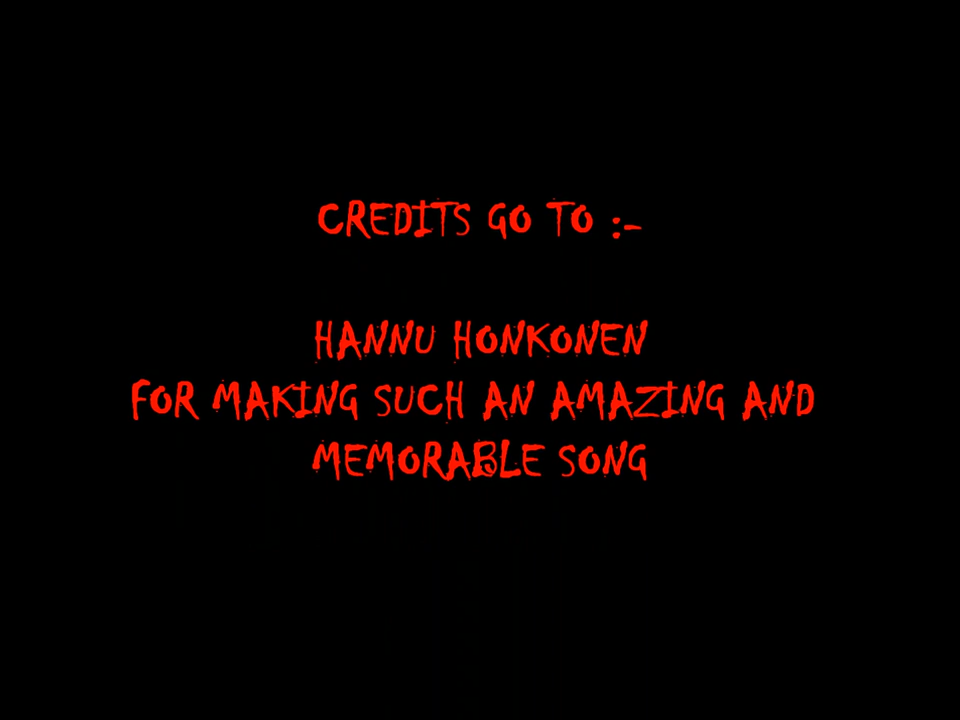 CREDITS GO TO :-
HANNU HONKONEN
FOR MAKING SUCH AN AMAZING AND
MEMORABLE SONG